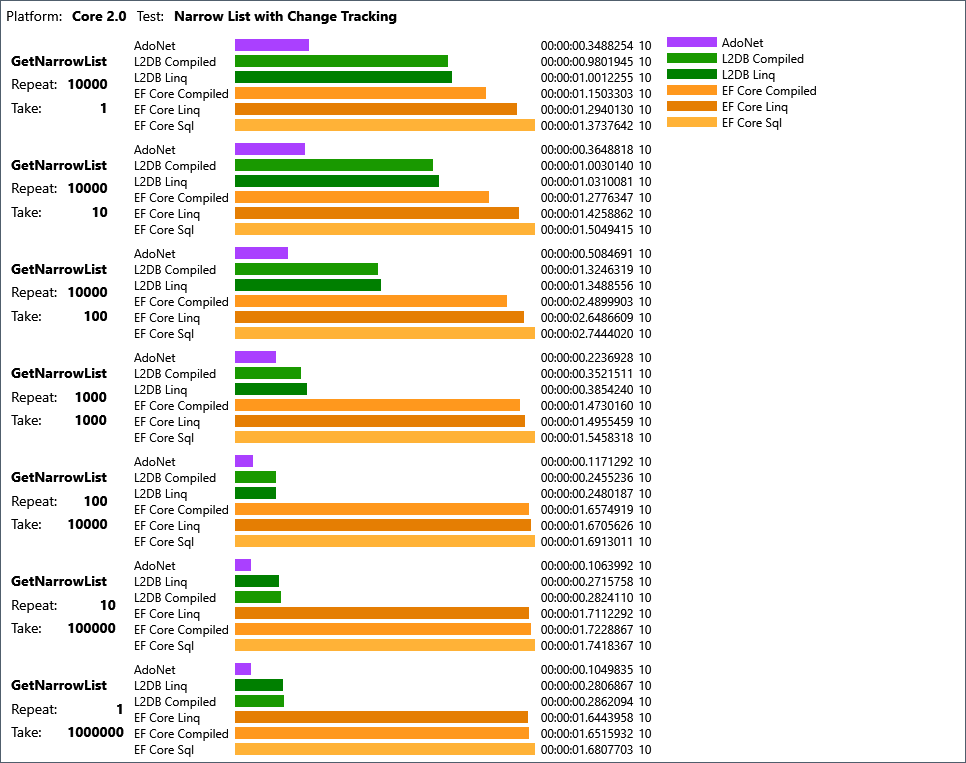 Platform: Core 2.0 Test: Narrow List with Change Tracking
AdoNet
L2DB Compiled
L2DB Linq
EF Core Compiled
EF Core Linq
EF Core Sql
GetNarrowList
Repeat: 10000
Take: 1
AdoNet 00:00:00.3488254 10
L2DB Compiled 00:00:00.9801945 10
L2DB Linq 00:00:01.0012255 10
EF Core Compiled 00:00:01.1503303 10
EF Core Linq 00:00:01.2940130 10
EF Core Sql 00:00:01.3737642 10
GetNarrowList
Repeat: 10000
Take: 10
AdoNet 00:00:00.3648818 10
L2DB Compiled 00:00:01.0030140 10
L2DB Linq 00:00:01.0310081 10
EF Core Compiled 00:00:01.2776347 10
EF Core Linq 00:00:01.4258862 10
EF Core Sql 00:00:01.5049415 10
GetNarrowList
Repeat: 10000
Take: 100
AdoNet 00:00:00.5084691 10
L2DB Compiled 00:00:01.3246319 10
L2DB Linq 00:00:01.3488556 10
EF Core Compiled 00:00:02.4899903 10
EF Core Linq 00:00:02.6486609 10
EF Core Sql 00:00:02.7444020 10
GetNarrowList
Repeat: 1000
Take: 1000
AdoNet 00:00:00.2236928 10
L2DB Compiled 00:00:00.3521511 10
L2DB Linq 00:00:00.3854240 10
EF Core Compiled 00:00:01.4730160 10
EF Core Linq 00:00:01.4955459 10
EF Core Sql 00:00:01.5458318 10
GetNarrowList
Repeat: 100
Take: 10000
AdoNet 00:00:00.1171292 10
L2DB Compiled 00:00:00.2455236 10
L2DB Linq 00:00:00.2480187 10
EF Core Compiled 00:00:01.6574919 10
EF Core Linq 00:00:01.6705626 10
EF Core Sql 00:00:01.6913011 10
GetNarrowList
Repeat: 10
Take: 100000
AdoNet 00:00:00.1063992 10
L2DB Linq 00:00:00.2715758 10
L2DB Compiled 00:00:00.2824110 10
EF Core Linq 00:00:01.7112292 10
EF Core Compiled 00:00:01.7228867 10
EF Core Sql 00:00:01.7418367 10
GetNarrowList
Repeat: 1
Take: 1000000
AdoNet 00:00:00.1049835 10
L2DB Linq 00:00:00.2806867 10
L2DB Compiled 00:00:00.2862094 10
EF Core Linq 00:00:01.6443958 10
EF Core Compiled 00:00:01.6515932 10
EF Core Sql 00:00:01.6807703 10